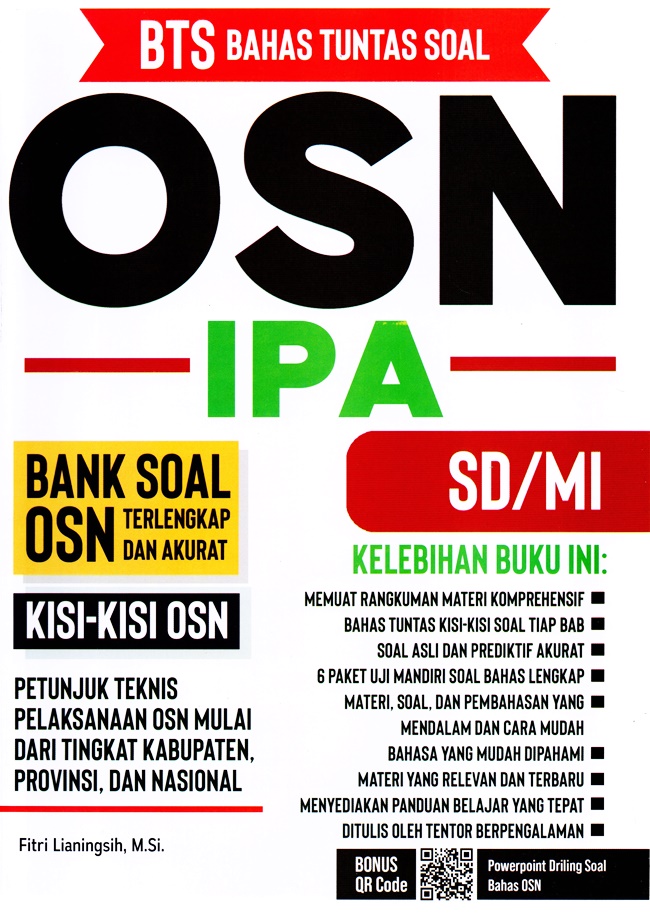 BTS BAHAS TUNTAS SOAL
OSN
IPA
SD/MI
BANK SOAL
OSN TERLENGKAP
DAN AKURAT
KISI-KISI OSN
PETUNJUK TEKNIS
PELAKSANAAN OSN MULAI
DARI TINGKAT KABUPATEN,
PROVINSI, DAN NASIONAL
Fitri Lianingsih, M.Si.
KELEBIHAN BUKU INI:
MEMUAT RANGKUMAN MATERI KOMPREHENSIF
BAHAS TUNTAS KISI-KISI SOAL TIAP BAB
SOAL ASLI DAN PREDIKTIF AKURAT
6 PAKET UJI MANDIRI SOAL BAHAS LENGKAP
MATERI, SOAL, DAN PEMBAHASAN YANG
MENDALAM DAN CARA MUDAH
BAHASA YANG MUDAH DIPAHAMI
MATERI YANG RELEVAN DAN TERBARU
MENYEDIAKAN PANDUAN BELAJAR YANG TEPAT
DITULIS OLEH TENTOR BERPENGALAMAN
BONUS
QR Code
Powerpoint Driling Soal
Bahas OSN